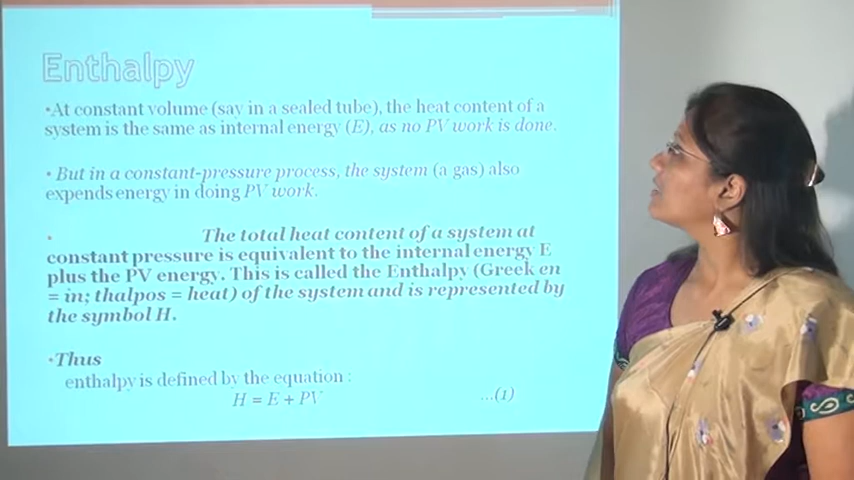 Enthalpy
•At constant volume (say in a sealed tube), the heat content of a
system is the same as internal energy (E), as no PV work is done.
• But in a constant-pressure process, the system (a gas) also
expends energy in doing PV work.
• The total heat content of a system at
constant pressure is equivalent to the internal energy E
plus the PV energy. This is called the Enthalpy (Greek en
= in; thalpos = heat) of the system and is represented by
the symbol H.
•Thus
enthalpy is defined by the equation :
H = E + PV ...(1)